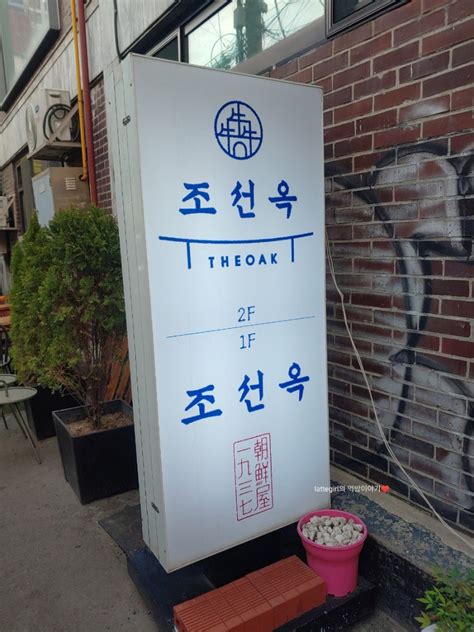 조선옥
THEOAK
2F
1F
조선옥
朝鮮屋
一九三七
lattegirl의 먹방이야기❤️